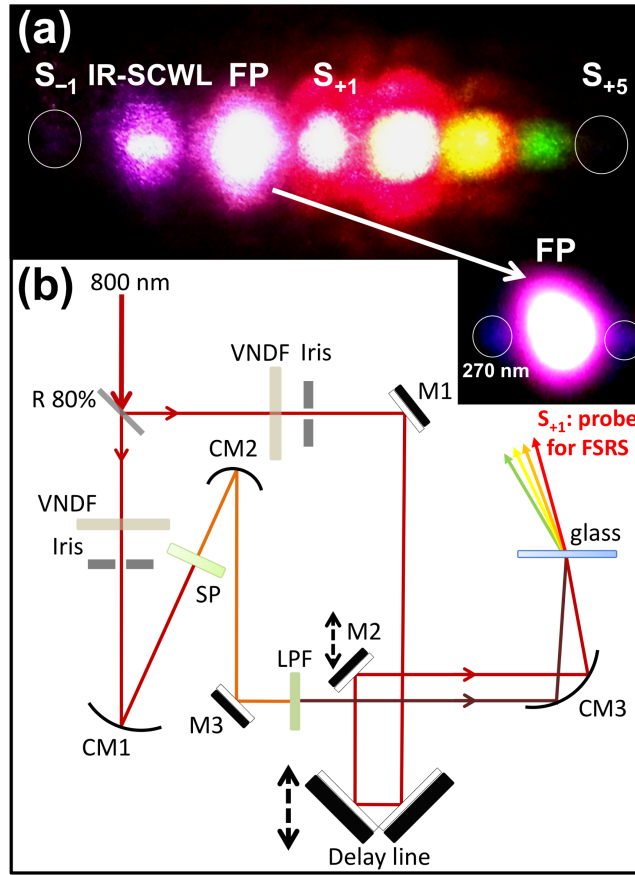 (a)
S–1 IR-SCWL FP S+1 S+5
FP
270 nm
(b)
800 nm
VNDF Iris
M1
R 80%
S+1: probe
for FSRS
CM2
VNDF
glass
Iris
SP
M2
LPF
M3
CM3
CM1
Delay line